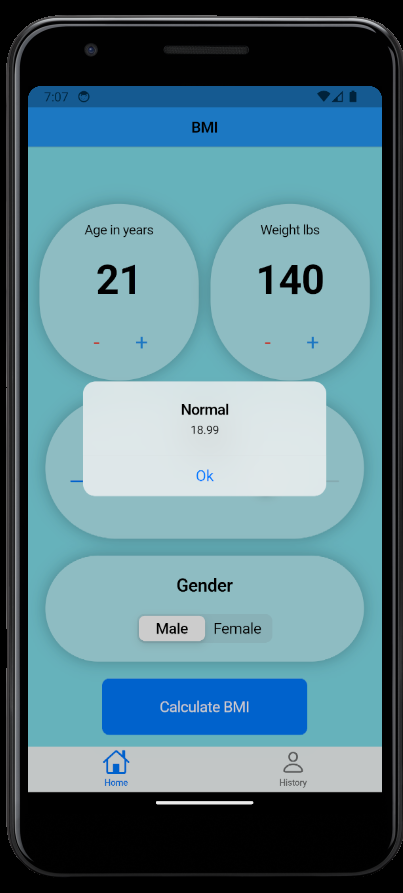 7:07
BMI
Age in years
Weight lbs
21
140
- +
- +
Normal
18.99
Ok
Gender
Male Female
Calculate BMI
Home
History